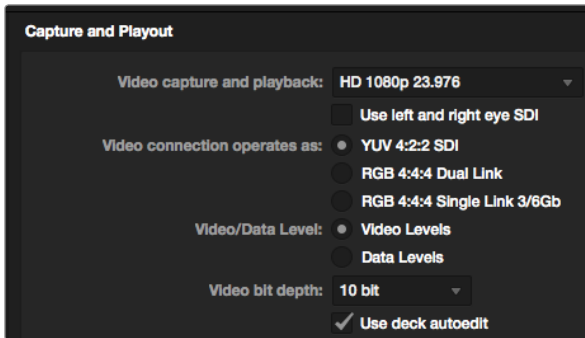 Capture and Playout
Video capture and playback: HD 1080p 23.976
Use left and right eye SDI
Video connection operates as: YUV 4:2:2 SDI
RGB 4:4:4 Dual Link
RGB 4:4:4 Single Link 3/6Gb
Video/Data Level: Video Levels
Data Levels
Video bit depth: 10 bit
Use deck autoedit